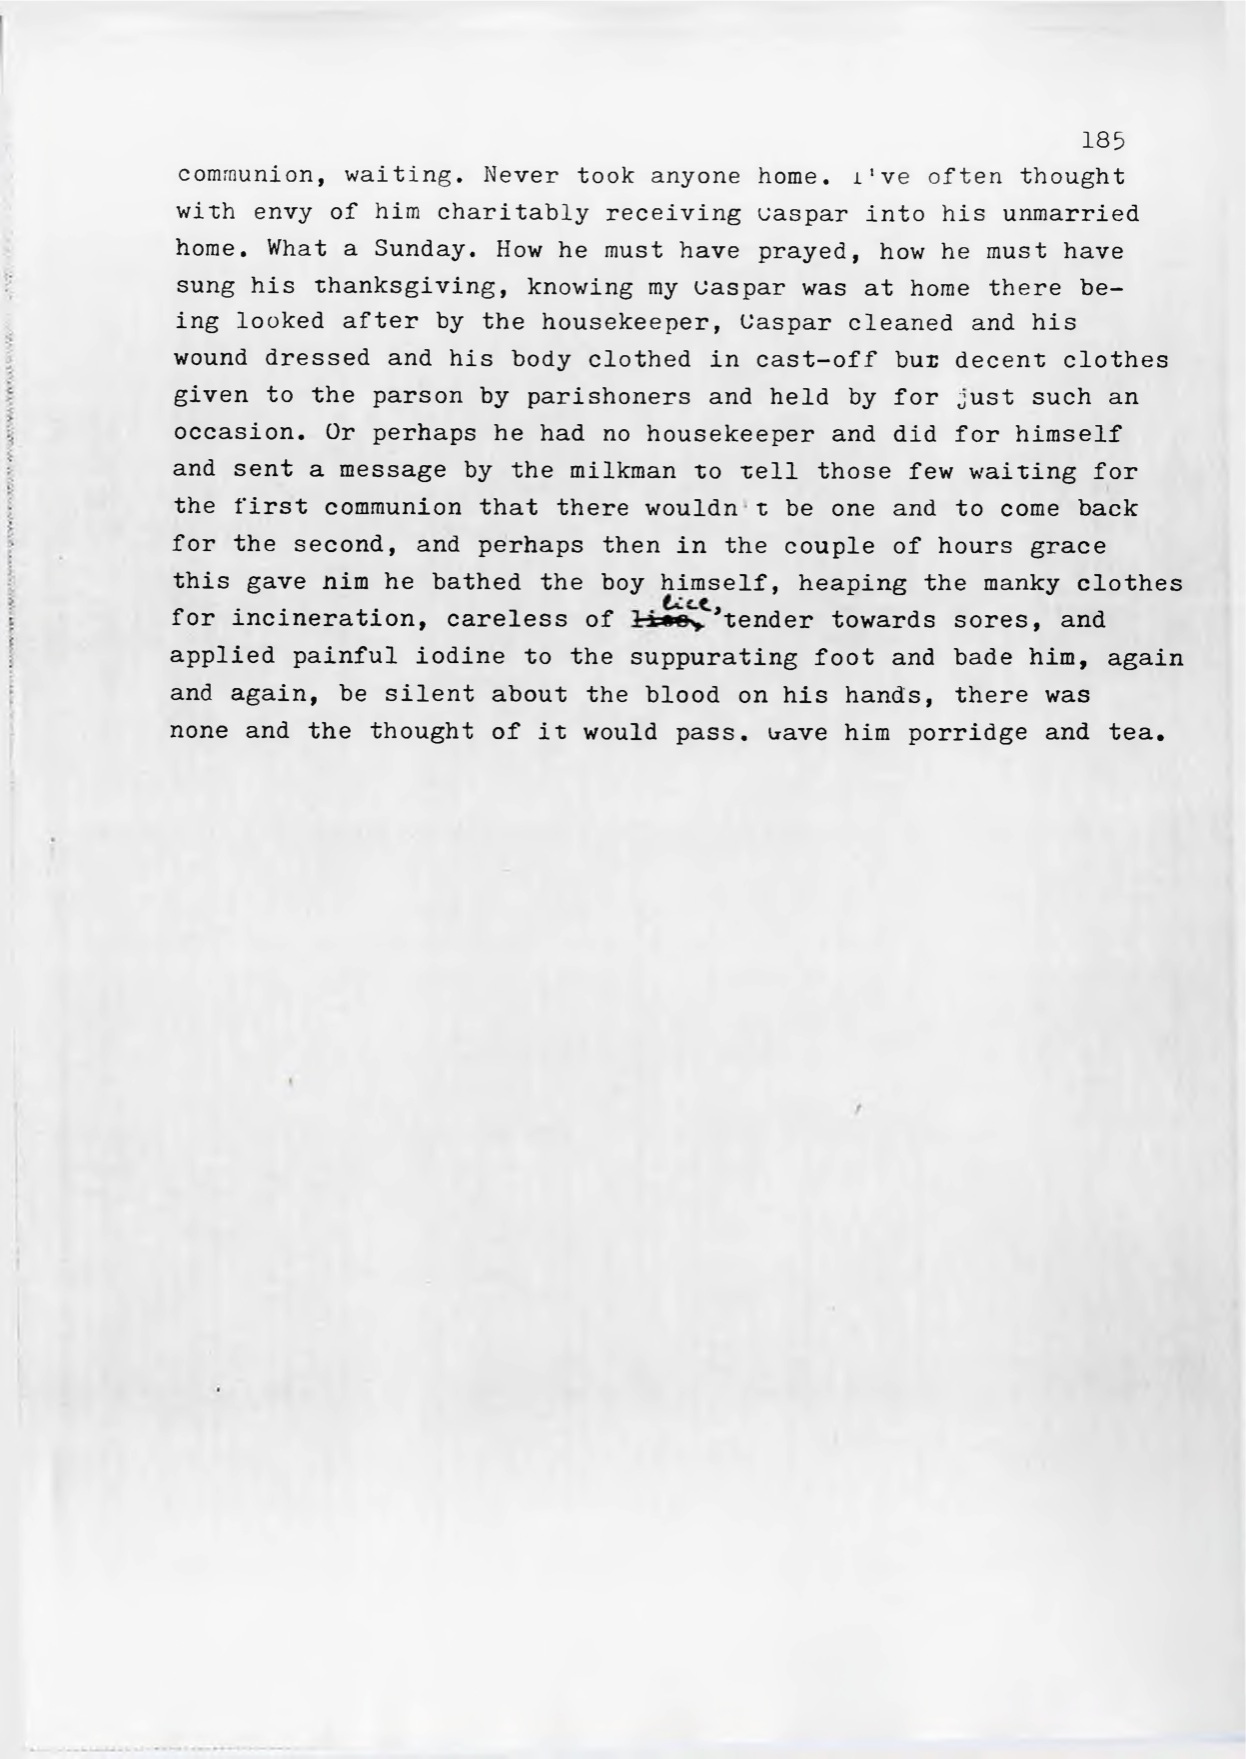 185
communion, waiting. Never took anyone home. I've often thought
with envy of him charitably receiving Caspar into his unmarried
home. What a Sunday. How he must have prayed, how he must have
sung his thanksgiving, knowing my Caspar was at home there be-
ing looked after by the housekeeper, Caspar cleaned and his
wound dressed and his body clothed in cast-off but decent clothes
given to the parson by parishoners and held by for just such an
occasion. Or perhaps he had no housekeeper and did for himself
and sent a message by the milkman to tell those few waiting for
the first communion that there wouldn't be one and to come back
for the second, and perhaps then in the couple of hours grace
this gave him he bathed the boy himself, heaping the manky clothes
for incineration, careless of lice, tender towards sores, and
applied painful iodine to the suppurating foot and bade him, again
and again, be silent about the blood on his hands, there was
none and the thought of it would pass. Gave him porridge and tea.